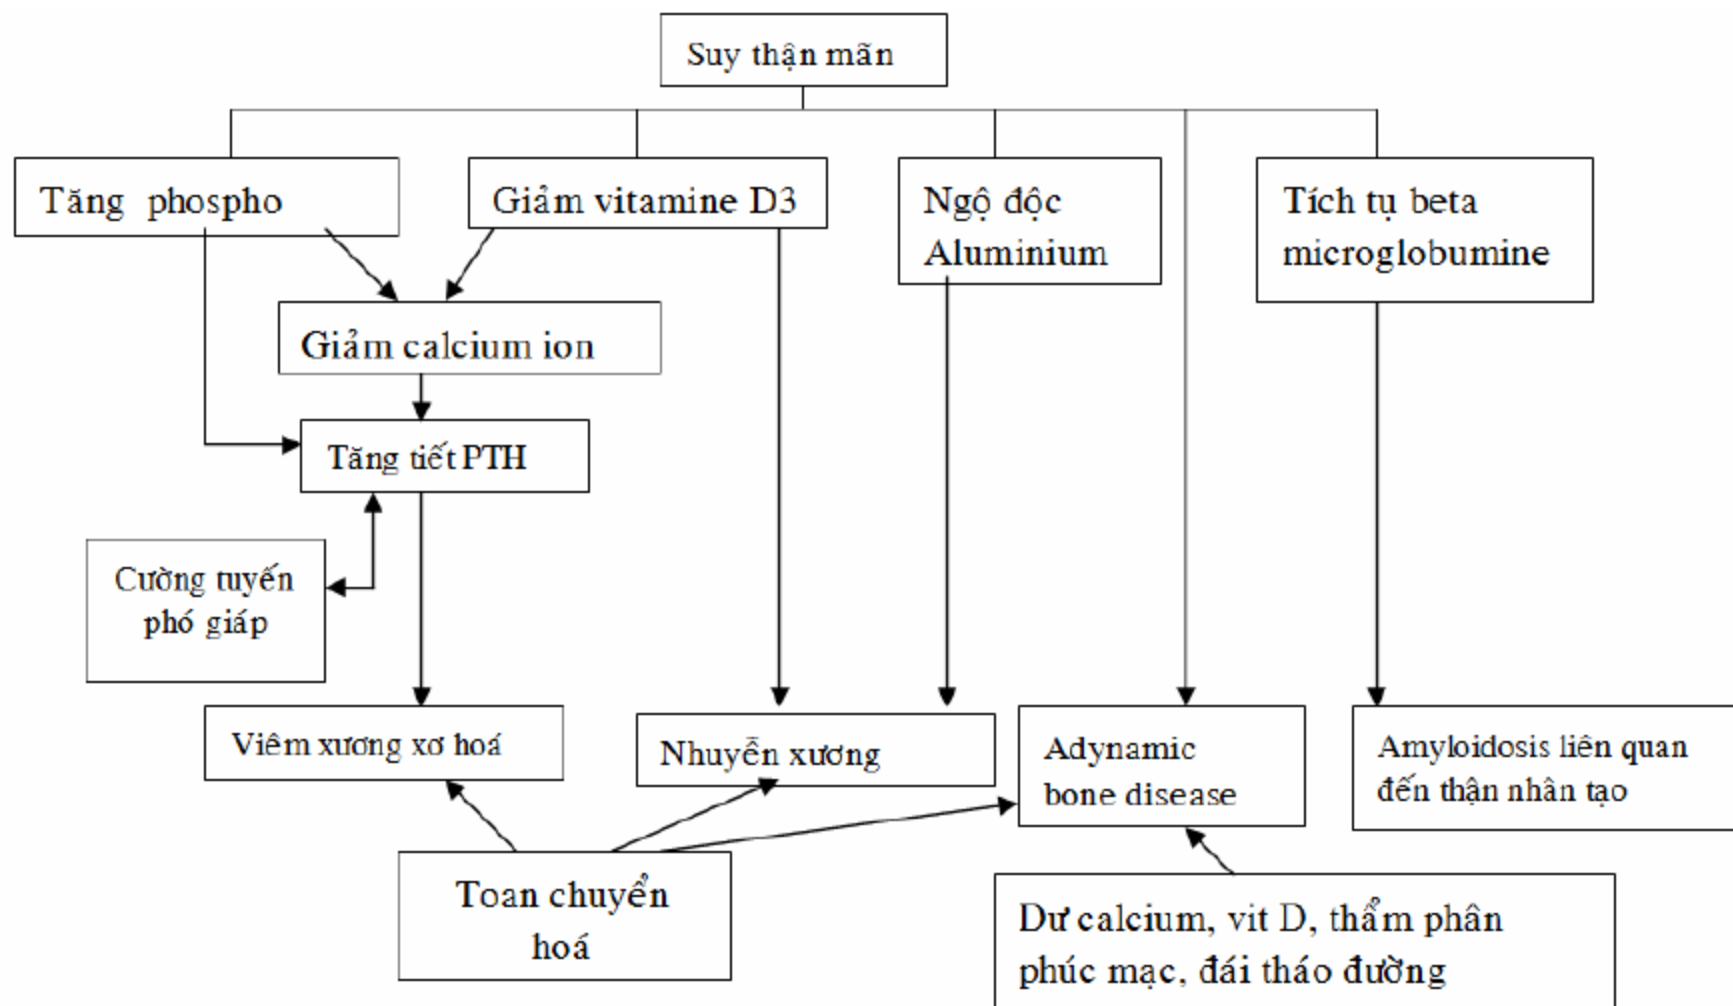 Suy thận mãn
Tăng phospho
Giảm vitamine D3
Ngộ độc
Aluminium
Tích tụ beta
microglobumine
Giảm calcium ion
Tăng tiết PTH
Cường tuyến
phó giáp
Viêm xương xơ hoá
Nhuyễn xương
Adynamic
bone disease
Amyloidosis liên quan
đến thận nhân tạo
Toan chuyển
hoá
Dư calcium, vit D, thẩm phân
phúc mạc, đái tháo đường